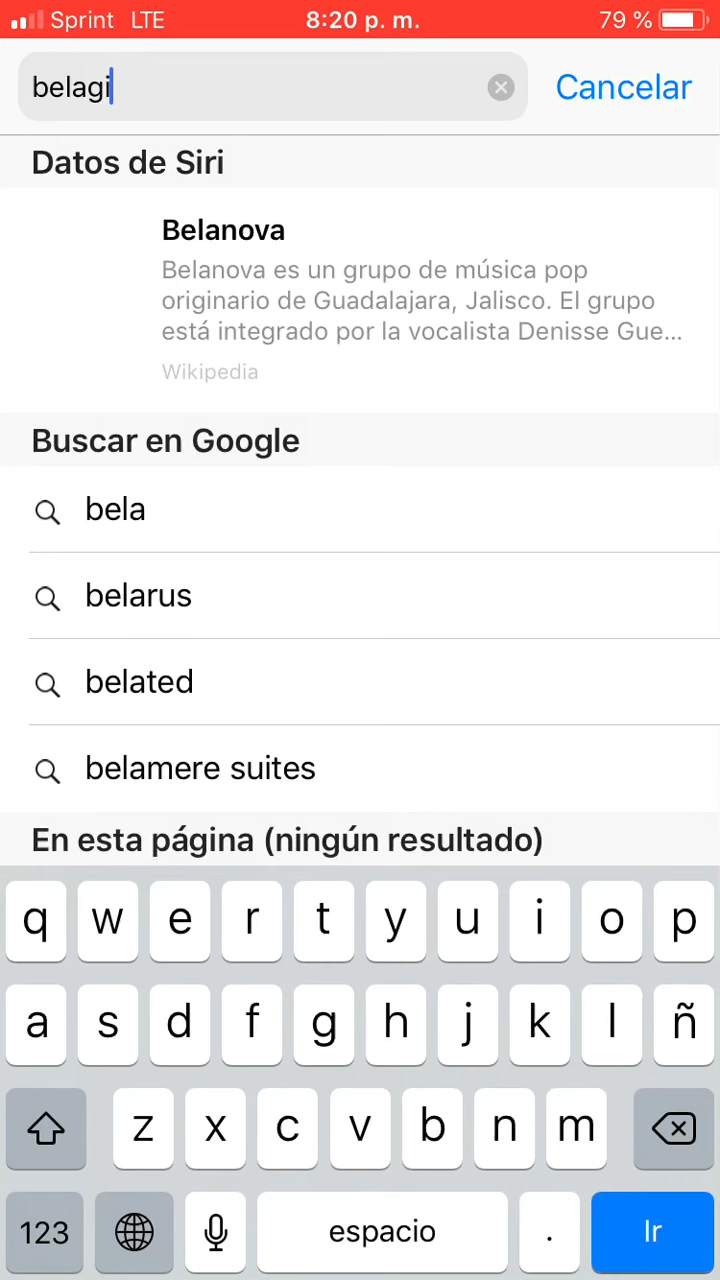 Sprint LTE 8:20 p. m. 79 %
belagi Cancelar
Datos de Siri
Belanova
Belanova es un grupo de música pop
originario de Guadalajara, Jalisco. El grupo
está integrado por la vocalista Denisse Gue...
Wikipedia
Buscar en Google
bela
belarus
belated
belamere suites
En esta página (ningún resultado)
q w e r t y u i o p
a s d f g h j k l ñ
z x c v b n m
123 espacio . Ir